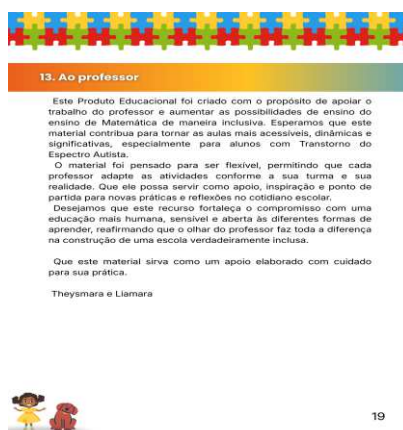 13. Ao professor
Este Produto Educacional foi criado com o propósito de apoiar o
trabalho do professor e aumentar as possibilidades de ensino do
ensino de Matemática de maneira inclusiva. Esperamos que este
material contribua para tornar as aulas mais acessíveis, dinâmicas e
significativas, especialmente para alunos com Transtorno do
Espectro Autista.
O material foi pensado para ser flexível, permitindo que cada
professor adapte as atividades conforme a sua turma e sua
realidade. Que ele possa servir como apoio, inspiração e ponto de
partida para novas práticas e reflexões no cotidiano escolar.
Desejamos que este recurso fortaleça o compromisso com uma
educação mais humana, sensível e aberta às diferentes formas de
aprender, reafirmando que o olhar do professor faz toda a diferença
na construção de uma escola verdadeiramente inclusa.
Que este material sirva como um apoio elaborado com cuidado
para sua prática.
Theysmara e Liamara
19